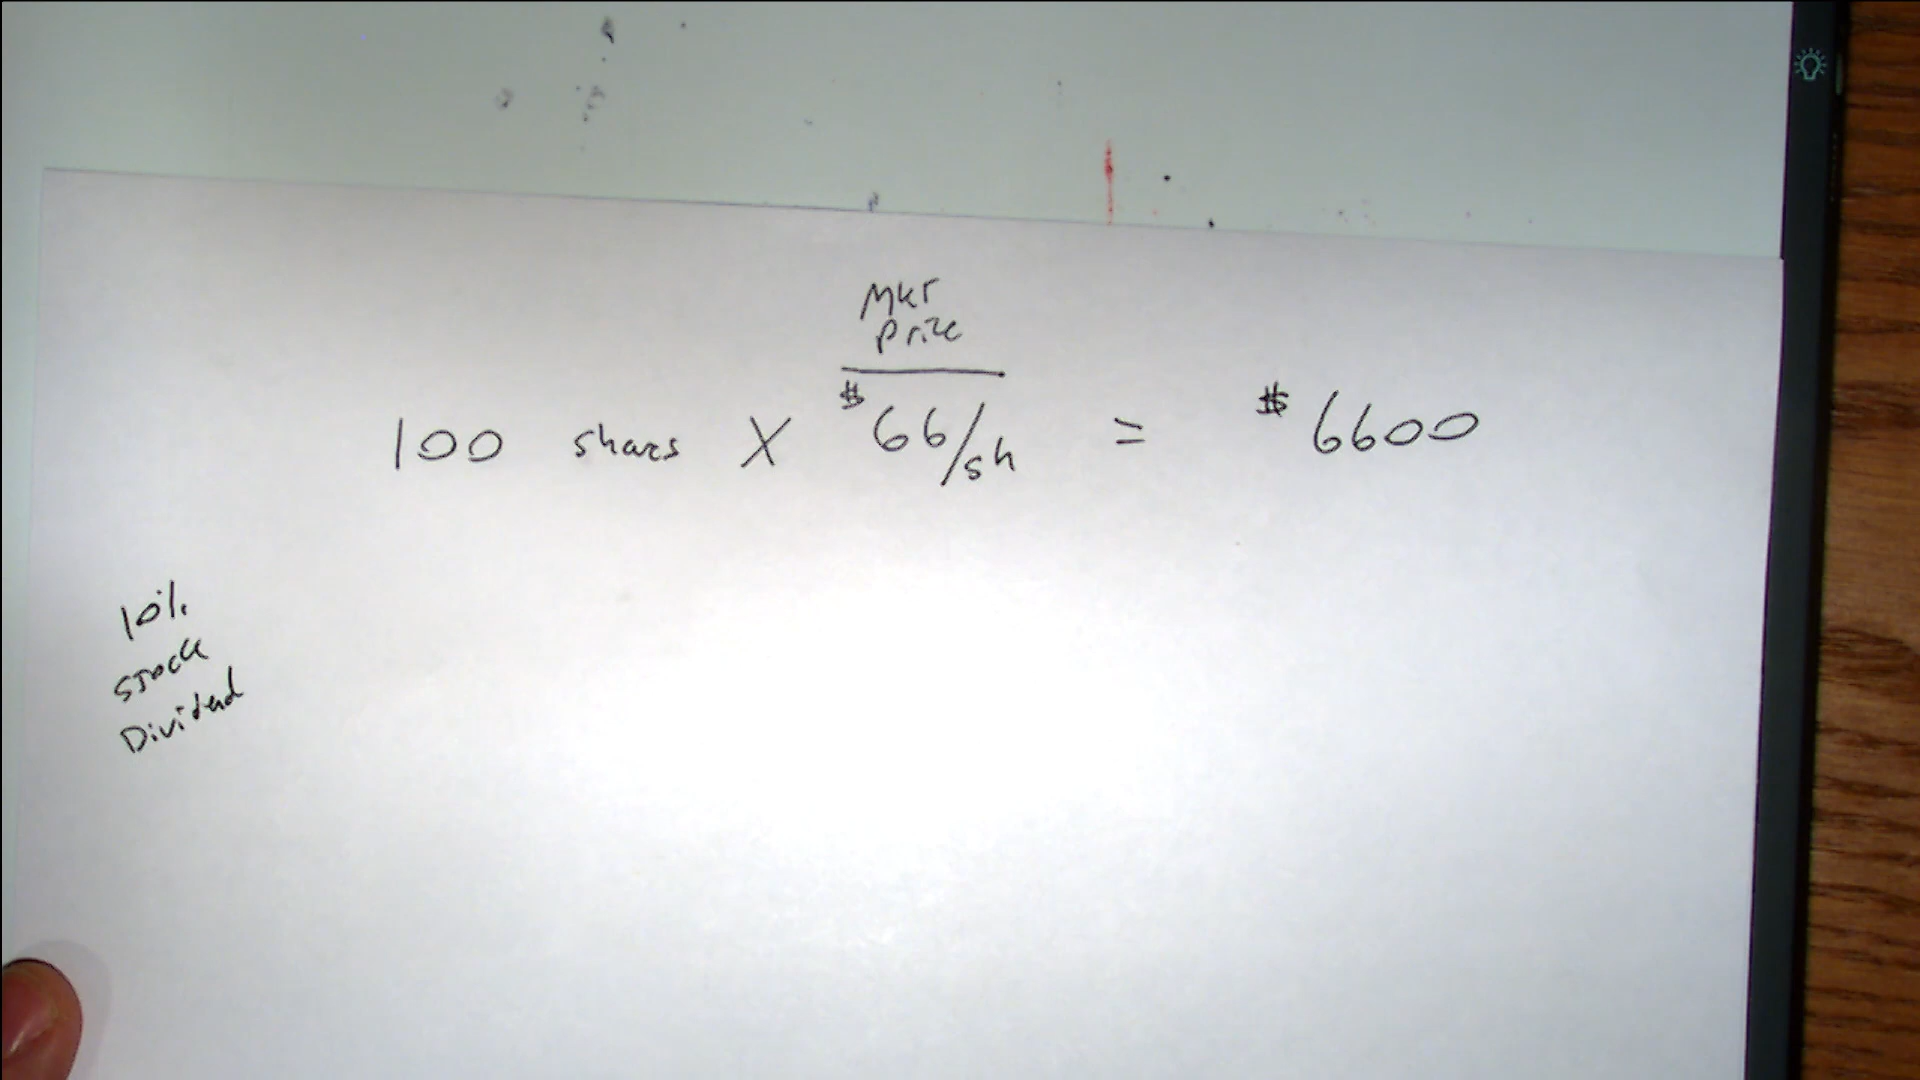 Mkt
Price
100 shares X $66/sh = $6600
10%
Stock
Dividend